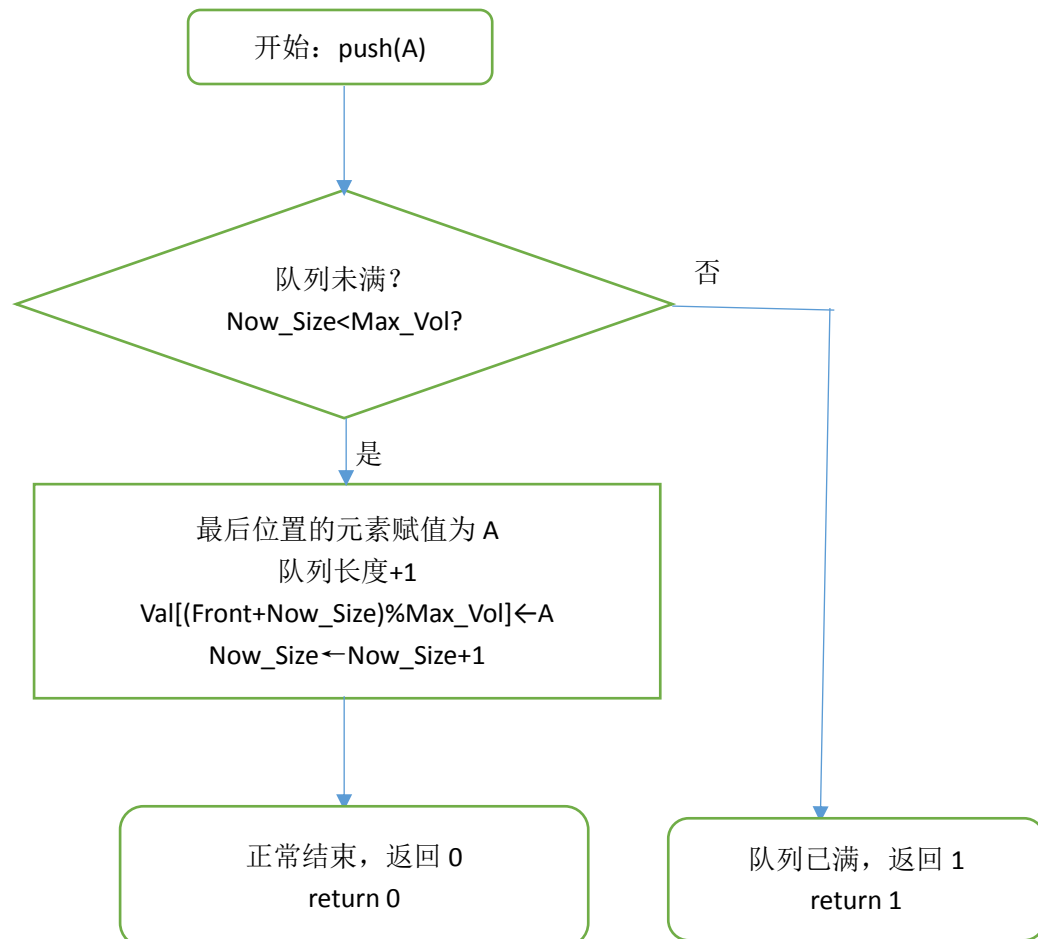 开始：push(A)
队列未满？
Now_Size<Max_Vol?
否
是
最后位置的元素赋值为 A
队列长度+1
Val[(Front+Now_Size)%Max_Vol]←A
Now_Size←Now_Size+1
正常结束，返回 0
return 0
队列已满，返回 1
return 1